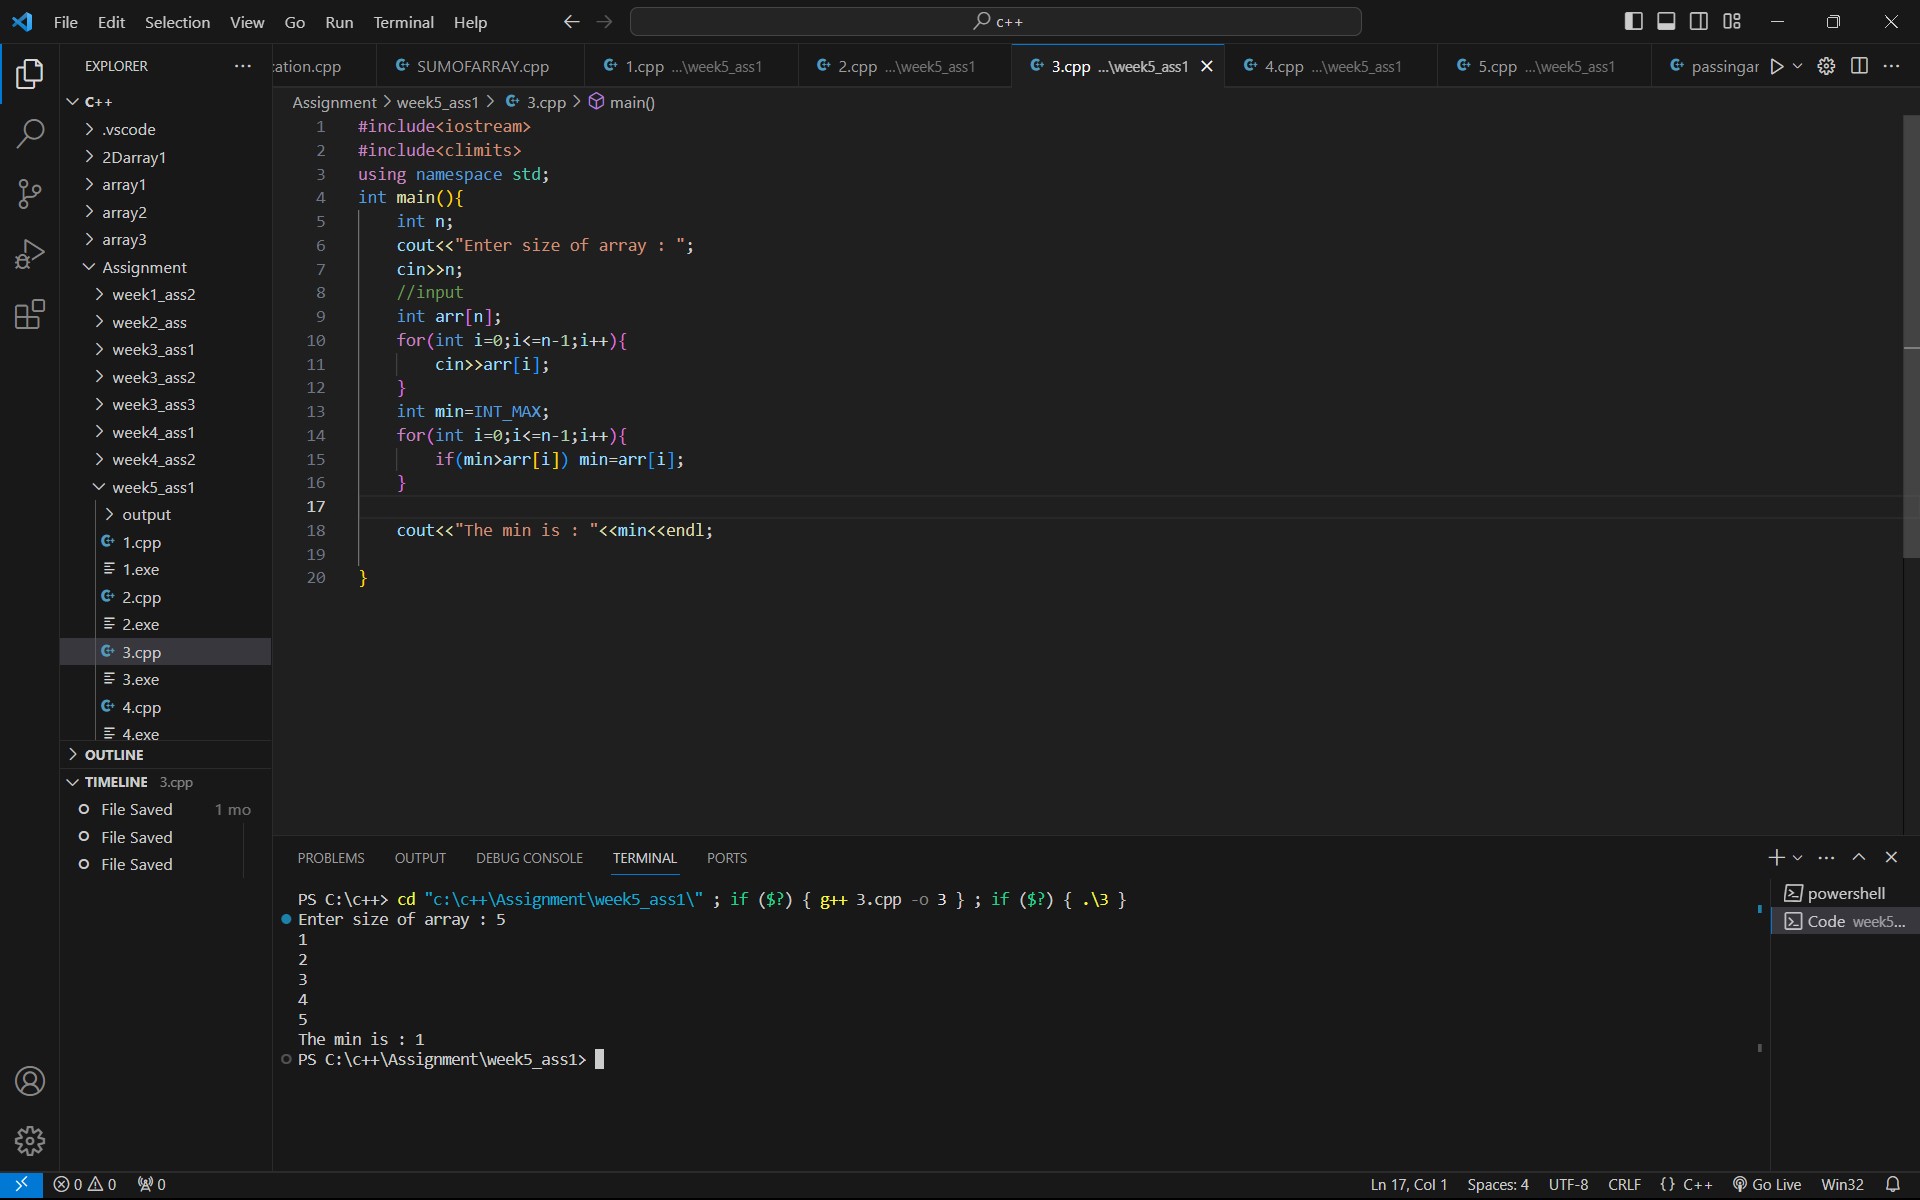 File Edit Selection View Go Run Terminal Help
c++
EXPLORER
ation.cpp
SUMOFARRAY.cpp
1.cpp ...\week5_ass1
2.cpp ...\week5_ass1
3.cpp ...\week5_ass1
4.cpp ...\week5_ass1
5.cpp ...\week5_ass1
passingar
C++
.vscode
2Darray1
array1
array2
array3
Assignment
week1_ass2
week2_ass
week3_ass1
week3_ass2
week3_ass3
week4_ass1
week4_ass2
week5_ass1
output
1.cpp
1.exe
2.cpp
2.exe
3.cpp
3.exe
4.cpp
4.exe
OUTLINE
TIMELINE 3.cpp
File Saved 1 mo
File Saved
File Saved
Assignment > week5_ass1 > 3.cpp > main()
1 #include<iostream>
2 #include<climits>
3 using namespace std;
4 int main(){
5 int n;
6 cout<<"Enter size of array : ";
7 cin>>n;
8 //input
9 int arr[n];
10 for(int i=0;i<=n-1;i++){
11 cin>>arr[i];
12 }
13 int min=INT_MAX;
14 for(int i=0;i<=n-1;i++){
15 if(min>arr[i]) min=arr[i];
16 }
17
18 cout<<"The min is : "<<min<<endl;
19
20 }
PROBLEMS OUTPUT DEBUG CONSOLE TERMINAL PORTS
PS C:\c++> cd "c:\c++\Assignment\week5_ass1\" ; if ($?) { g++ 3.cpp -o 3 } ; if ($?) { .\3 }
Enter size of array : 5
1
2
3
4
5
The min is : 1
PS C:\c++\Assignment\week5_ass1>
powershell
Code week5...
0 0 0
Ln 17, Col 1 Spaces: 4 UTF-8 CRLF {} C++ Go Live Win32